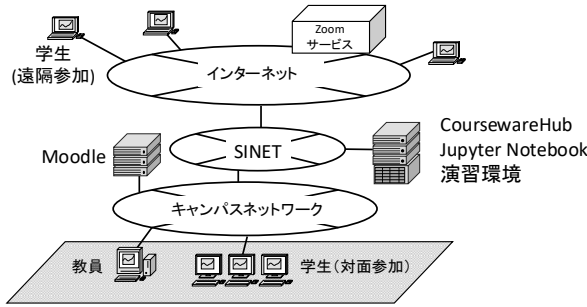 Zoom
サービス
学生
(遠隔参加)
インターネット
CoursewareHub
Jupyter Notebook
演習環境
Moodle
SINET
キャンパスネットワーク
教員
学生(対面参加)